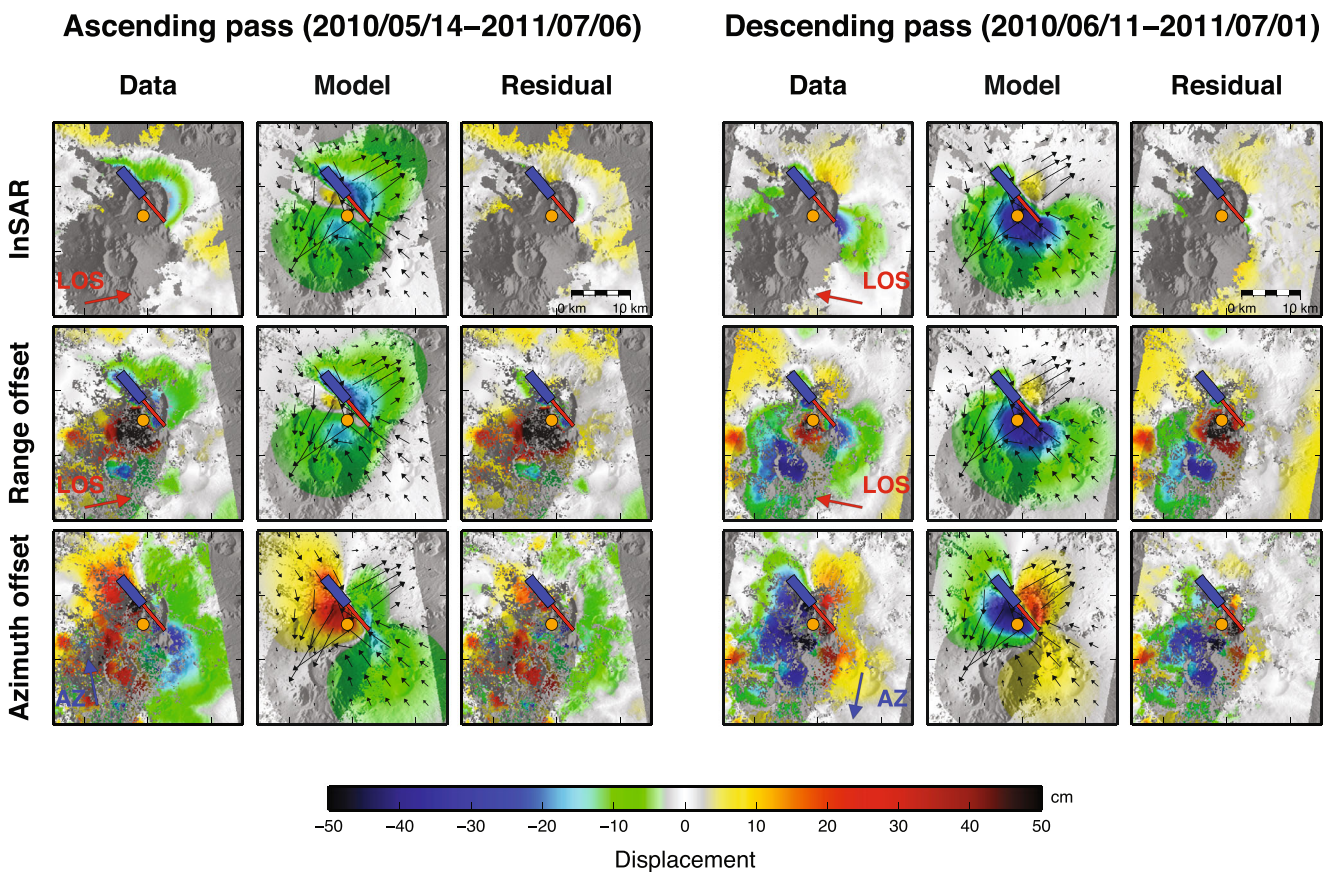 Ascending pass (2010/05/14–2011/07/06)
Descending pass (2010/06/11–2011/07/01)
Data
Model
Residual
Data
Model
Residual
InSAR
LOS
0 km
10 km
LOS
0 km
10 km
Range offset
LOS
LOS
Azimuth offset
AZ
AZ
cm
−50
−40
−30
−20
−10
0
10
20
30
40
50
Displacement